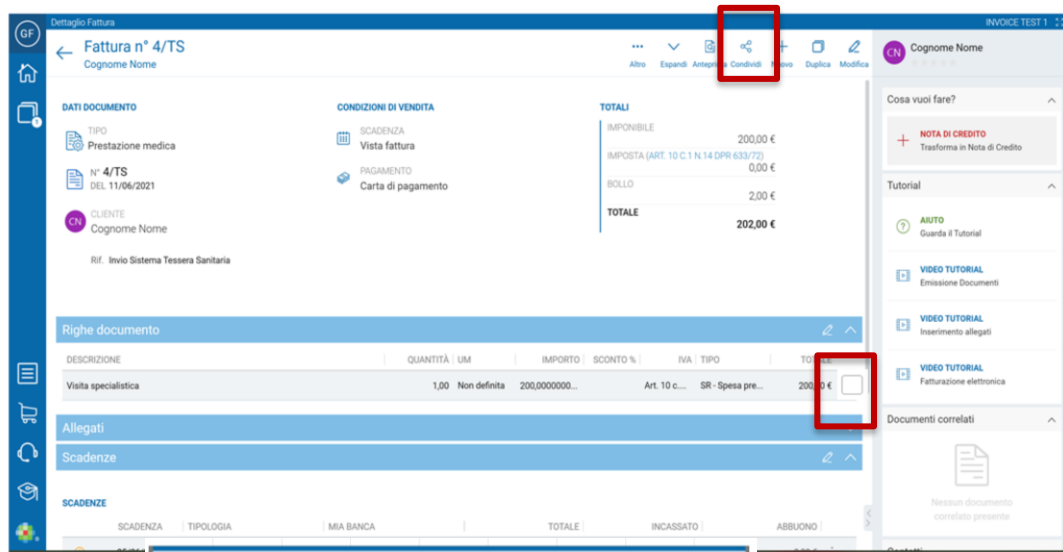 GF
Dettaglio Fattura
INVOICE TEST 1
Fattura n° 4/TS
Cognome Nome
Altro Espandi Anteprima Condividi Nuovo Duplica Modifica
CN Cognome Nome
DATI DOCUMENTO
TIPO
Prestazione medica
N° 4/TS
DEL 11/06/2021
CN CLIENTE
Cognome Nome
Rif. Invio Sistema Tessera Sanitaria
CONDIZIONI DI VENDITA
SCADENZA
Vista fattura
PAGAMENTO
Carta di pagamento
TOTALI
IMPONIBILE
200,00 €
IMPOSTA (ART. 10 C.1 N.14 DPR 633/72)
0,00 €
BOLLO
2,00 €
TOTALE
202,00 €
Righe documento
DESCRIZIONE QUANTITÀ UM IMPORTO SCONTO % IVA TIPO TOTALE
Visita specialistica 1,00 Non definita 200,0000000... Art. 10 c.... SR - Spesa pre... 200,00 €
Allegati
Scadenze
SCADENZE
SCADENZA TIPOLOGIA MIA BANCA TOTALE INCASSATO ABBUONO
Cosa vuoi fare?
NOTA DI CREDITO
Trasforma in Nota di Credito
Tutorial
AIUTO
Guarda il Tutorial
VIDEO TUTORIAL
Emissione Documenti
VIDEO TUTORIAL
Inserimento allegati
VIDEO TUTORIAL
Fatturazione elettronica
Documenti correlati
Nessun documento
correlato presente